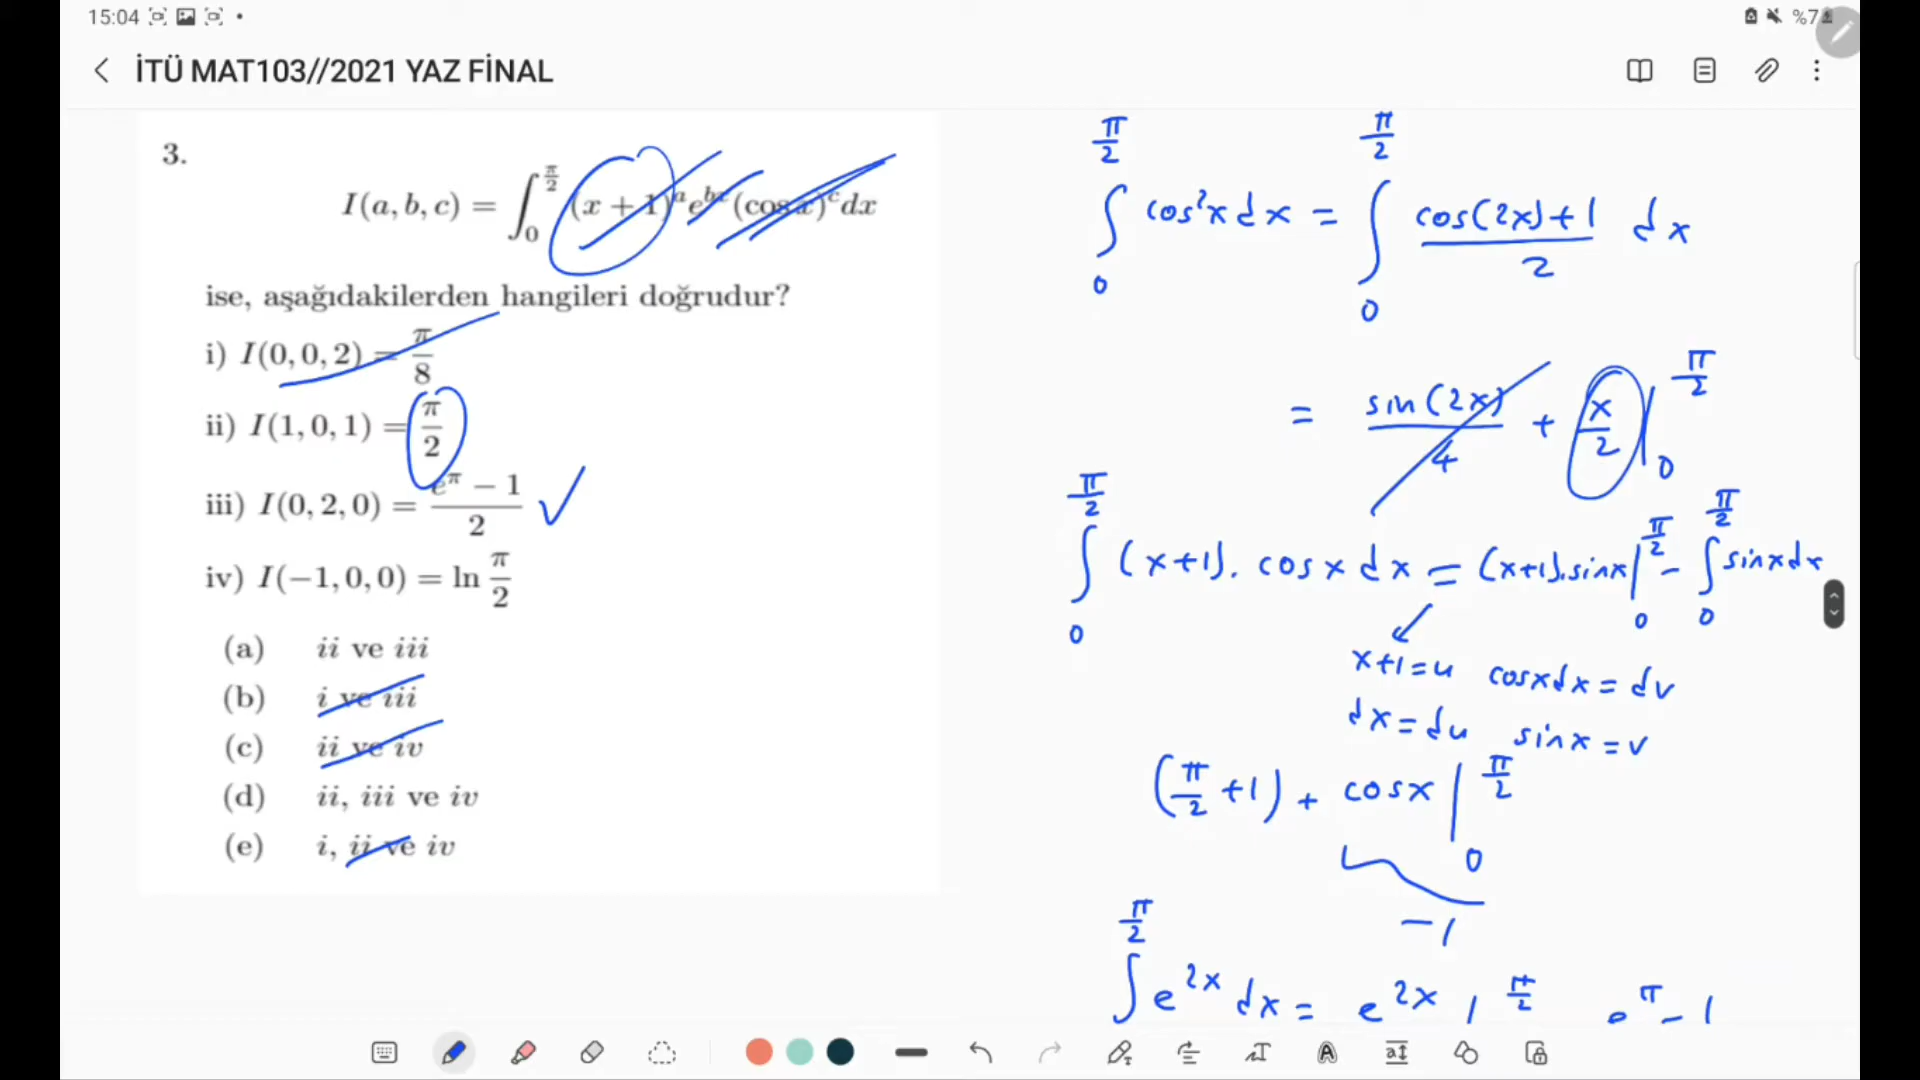 15:04
%7
İTÜ MAT103//2021 YAZ FİNAL
3.
I(a, b, c) = ∫₀^{π/2} (x + 1)^a e^{bx} (cos x)^c dx
ise, aşağıdakilerden hangileri doğrudur?
i) I(0, 0, 2) = π/8
ii) I(1, 0, 1) = π/2
iii) I(0, 2, 0) = (e^π − 1)/2 ✓
iv) I(−1, 0, 0) = ln π/2
(a) ii ve iii
(b) i ve iii
(c) ii ve iv
(d) ii, iii ve iv
(e) i, ii ve iv
∫₀^{π/2} cos²x dx = ∫₀^{π/2} (cos(2x)+1)/2 dx
= sin(2x)/4 + x/2 |₀^{π/2}
∫₀^{π/2} (x+1). cosx dx = (x+1).sinx |₀^{π/2} − ∫₀^{π/2} sinx dx
x+1=u cosxdx = dv
dx = du sinx = v
(π/2 +1) + cosx |₀^{π/2}
−1
∫^{π/2} e^{2x} dx = e^{2x} | π/2 e^π − 1